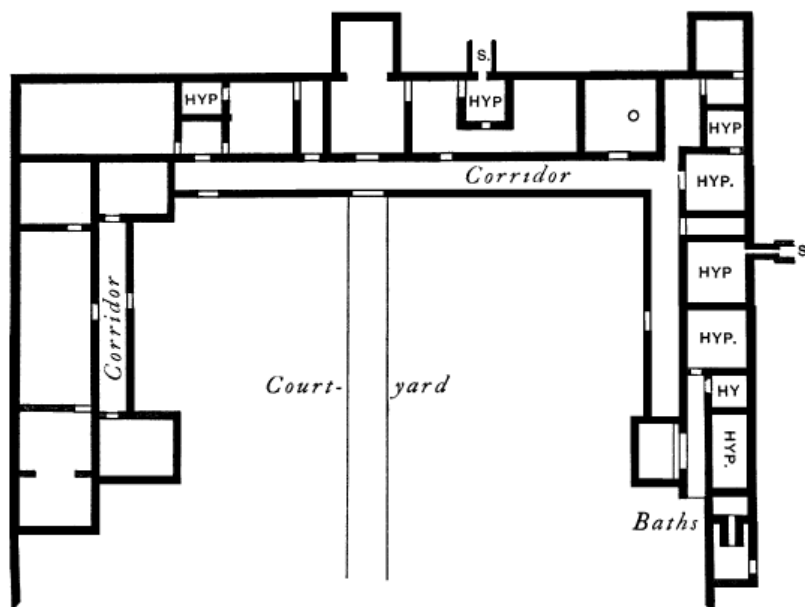 S.
HYP
HYP
HYP
Corridor
HYP.
HYP
S
Corridor
HYP.
Court-yard
HY
HYP.
Baths